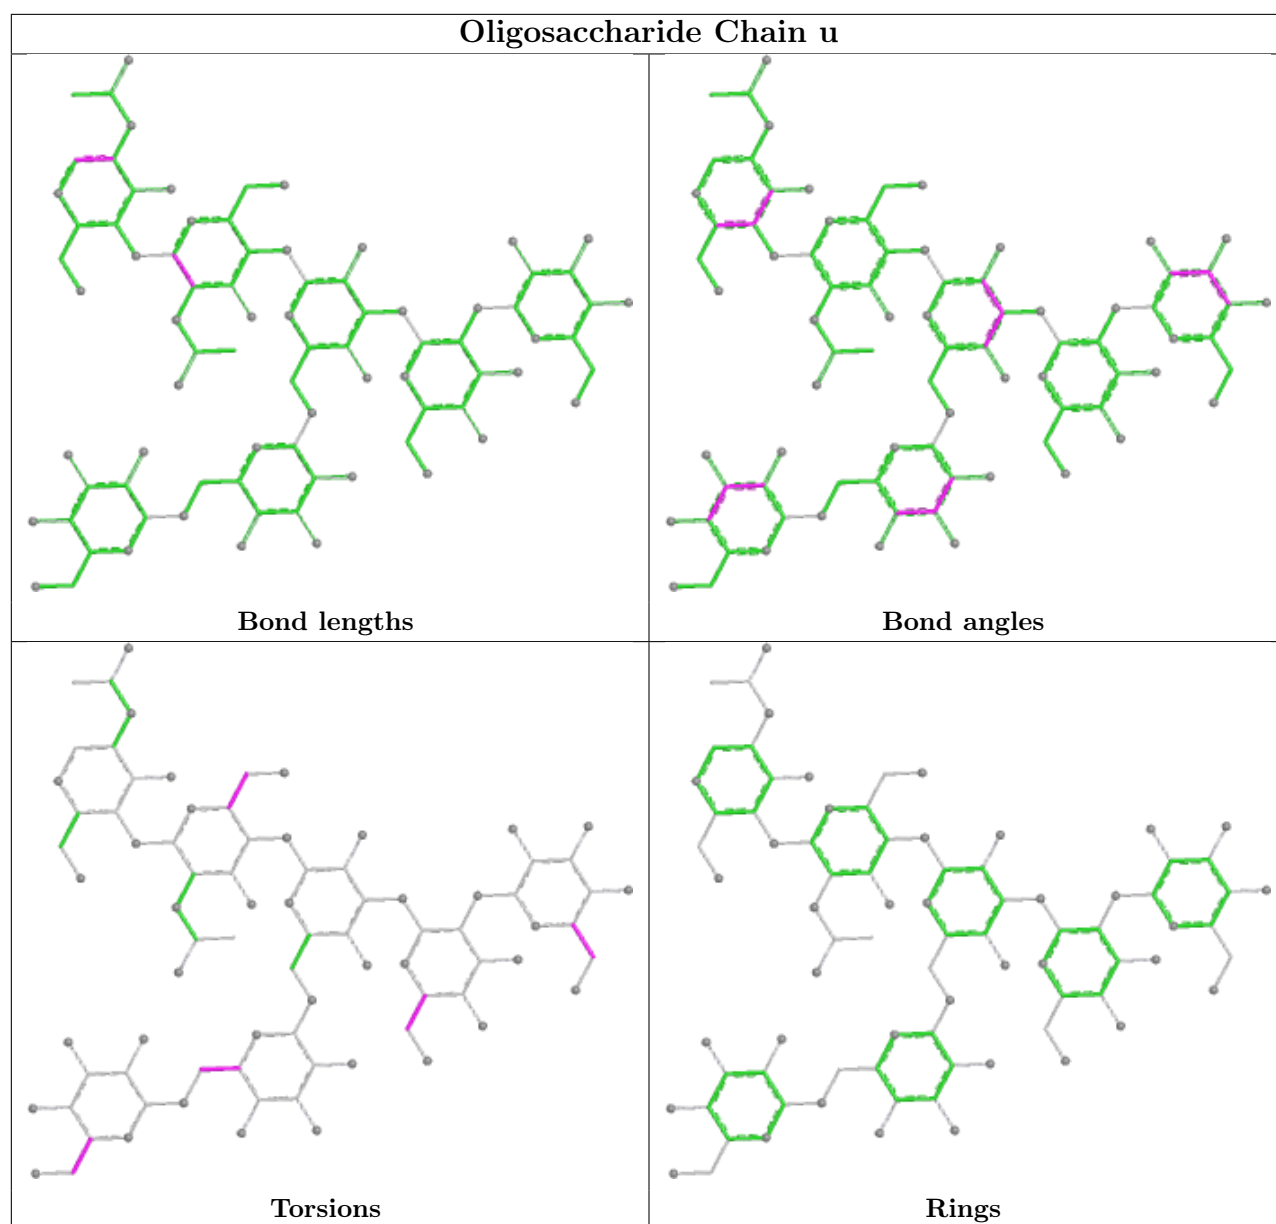 Oligosaccharide Chain u
Bond lengths
Bond angles
Torsions
Rings